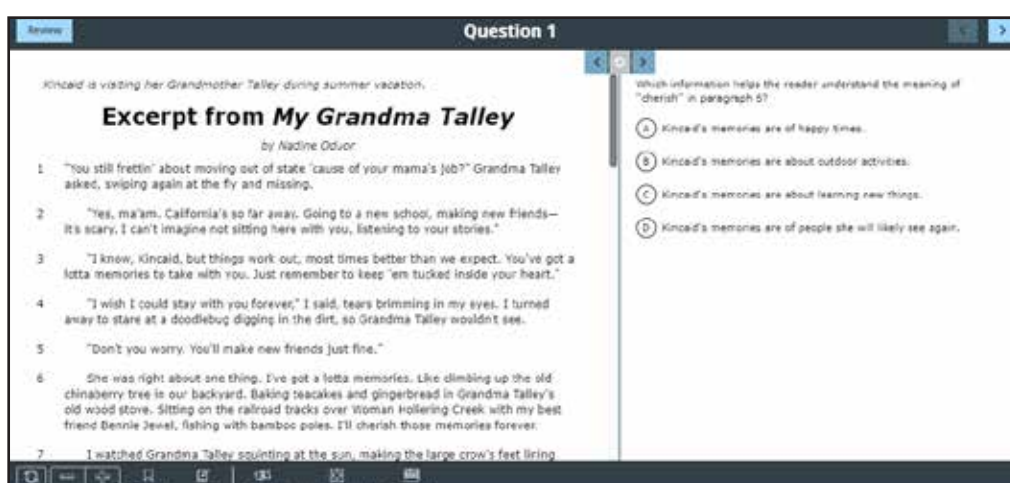 Review
Question 1
Kincaid is visiting her Grandmother Talley during summer vacation.
Excerpt from My Grandma Talley
by Nadine Oduor
1 "You still frettin' about moving out of state 'cause of your mama's job?" Grandma Talley
asked, swiping again at the fly and missing.
2 "Yes, ma'am. California's so far away. Going to a new school, making new friends—
it's scary. I can't imagine not sitting here with you, listening to your stories."
3 "I know, Kincaid, but things work out, most times better than we expect. You've got a
lotta memories to take with you. Just remember to keep 'em tucked inside your heart."
4 "I wish I could stay with you forever," I said, tears brimming in my eyes. I turned
away to stare at a doodlebug digging in the dirt, so Grandma Talley wouldn't see.
5 "Don't you worry. You'll make new friends just fine."
6 She was right about one thing. I've got a lotta memories. Like climbing up the old
chinaberry tree in our backyard. Baking teacakes and gingerbread in Grandma Talley's
old wood stove. Sitting on the railroad tracks over Woman Hollering Creek with my best
friend Bennie Jewel, fishing with bamboo poles. I'll cherish those memories forever.
7 I watched Grandma Talley squinting at the sun, making the large crow's feet lining
Which information helps the reader understand the meaning of
"cherish" in paragraph 6?
A Kincaid's memories are of happy times.
B Kincaid's memories are about outdoor activities.
C Kincaid's memories are about learning new things.
D Kincaid's memories are of people she will likely see again.